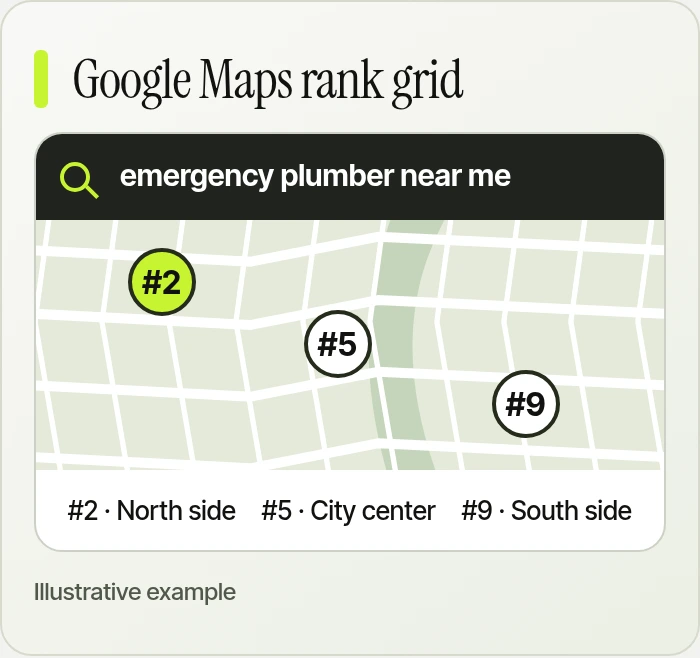 Google Maps rank grid
emergency plumber near me
#2
#5
#9
#2 · North side #5 · City center #9 · South side
Illustrative example